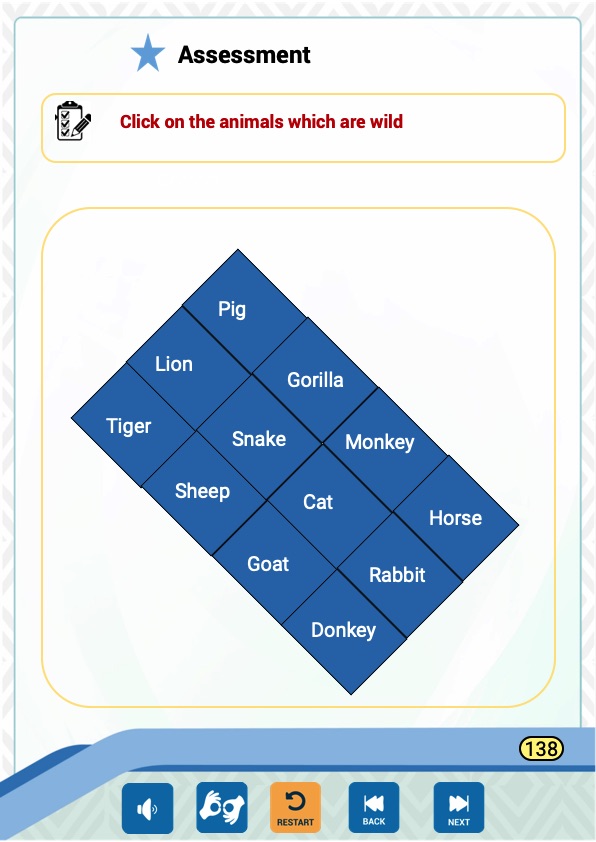 Assessment
Click on the animals which are wild
Pig
Lion
Gorilla
Tiger
Snake
Monkey
Sheep
Cat
Horse
Goat
Rabbit
Donkey
138
RESTART
BACK
NEXT